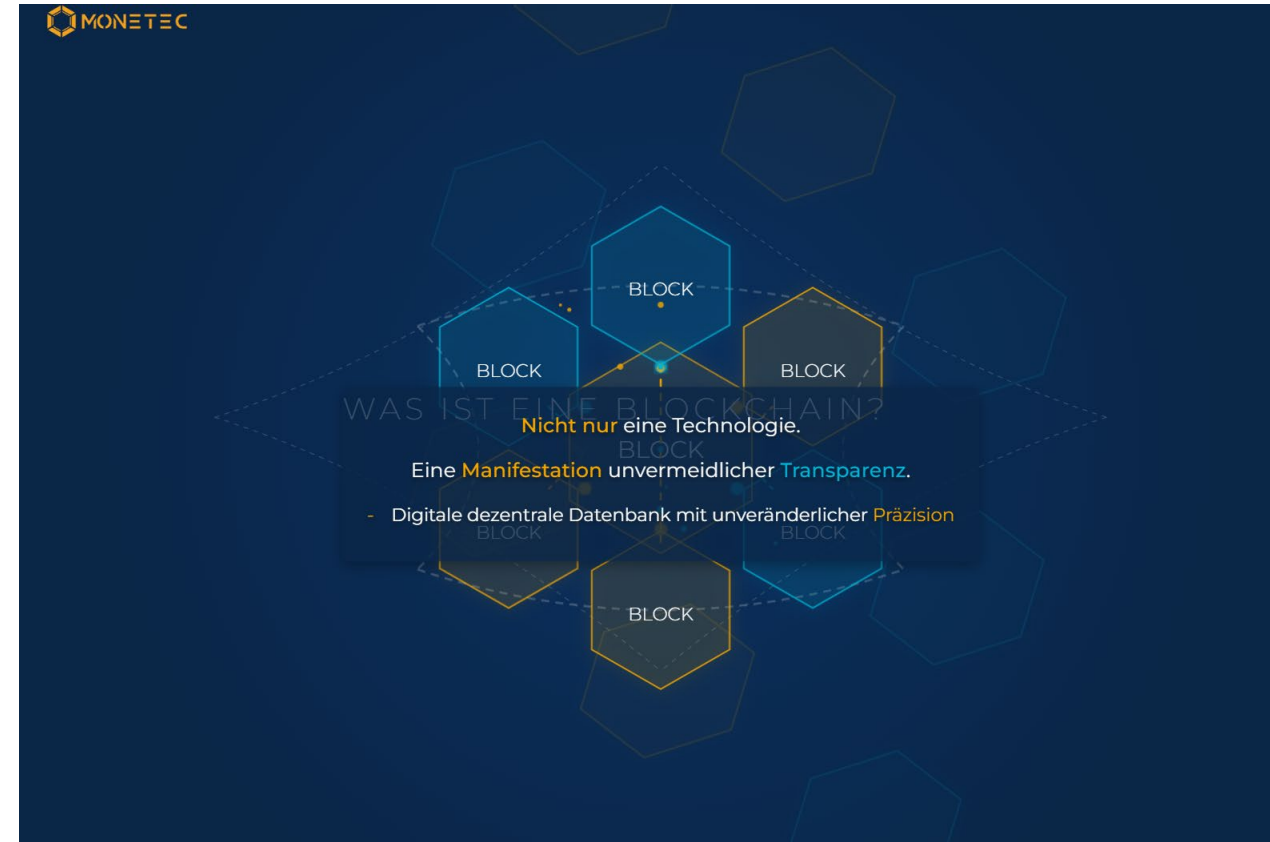 MONETEC
BLOCK
BLOCK
BLOCK
WAS IST EINE BLOCKCHAIN?
Nicht nur eine Technologie.
BLOCK
Eine Manifestation unvermeidlicher Transparenz.
- Digitale dezentrale Datenbank mit unveränderlicher Präzision
BLOCK
BLOCK
BLOCK